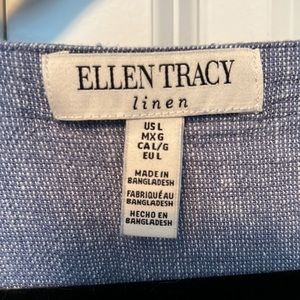 ELLEN TRACY
linen
US L
MX G
CA L/G
EU L
MADE IN
BANGLADESH
FABRIQUÉ AU
BANGLADESH
HECHO EN
BANGLADESH